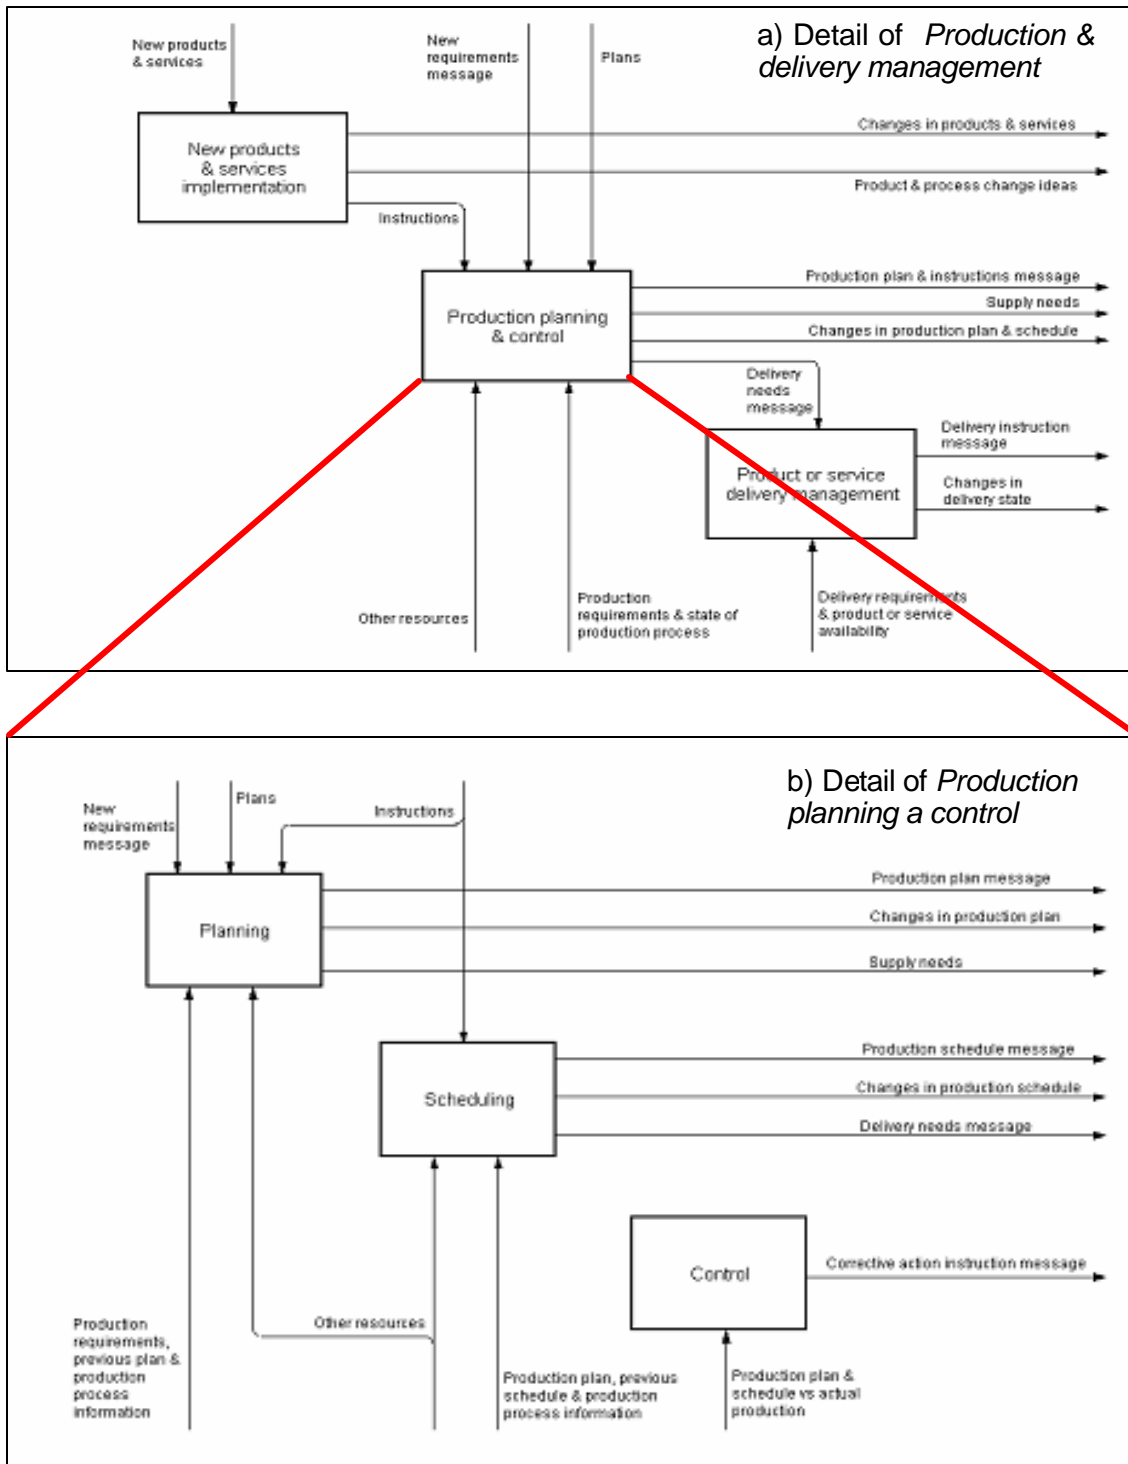 a) Detail of Production &
delivery management
New products
& services
New
requirements
message
Plans
New products
& services
implementation
Changes in products & services
Product & process change ideas
Instructions
Production planning
& control
Production plan & instructions message
Supply needs
Changes in production plan & schedule
Delivery
needs
message
Product or service
delivery management
Delivery instruction
message
Changes in
delivery state
Other resources
Production
requirements & state of
production process
Delivery requirements
& product or service
availability
b) Detail of Production
planning a control
New
requirements
message
Plans
Instructions
Planning
Production plan message
Changes in production plan
Supply needs
Scheduling
Production schedule message
Changes in production schedule
Delivery needs message
Control
Corrective action instruction message
Production
requirements,
previous plan &
production
process
information
Other resources
Production plan, previous
schedule & production
process information
Production plan &
schedule vs actual
production